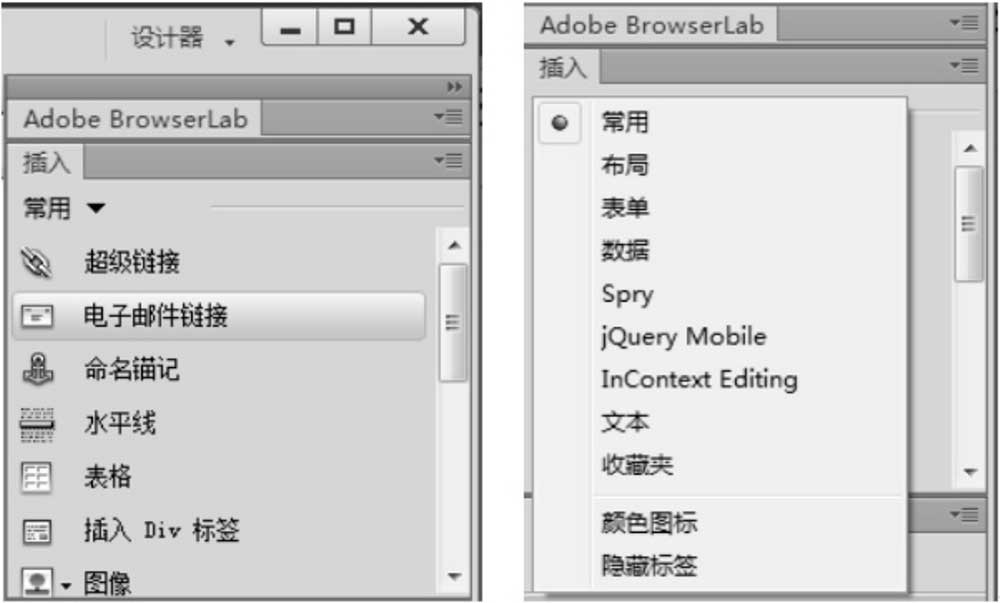 设计器
Adobe BrowserLab
插入
常用
超级链接
电子邮件链接
命名锚记
水平线
表格
插入 Div 标签
图像
Adobe BrowserLab
插入
常用
布局
表单
数据
Spry
jQuery Mobile
InContext Editing
文本
收藏夹
颜色图标
隐藏标签